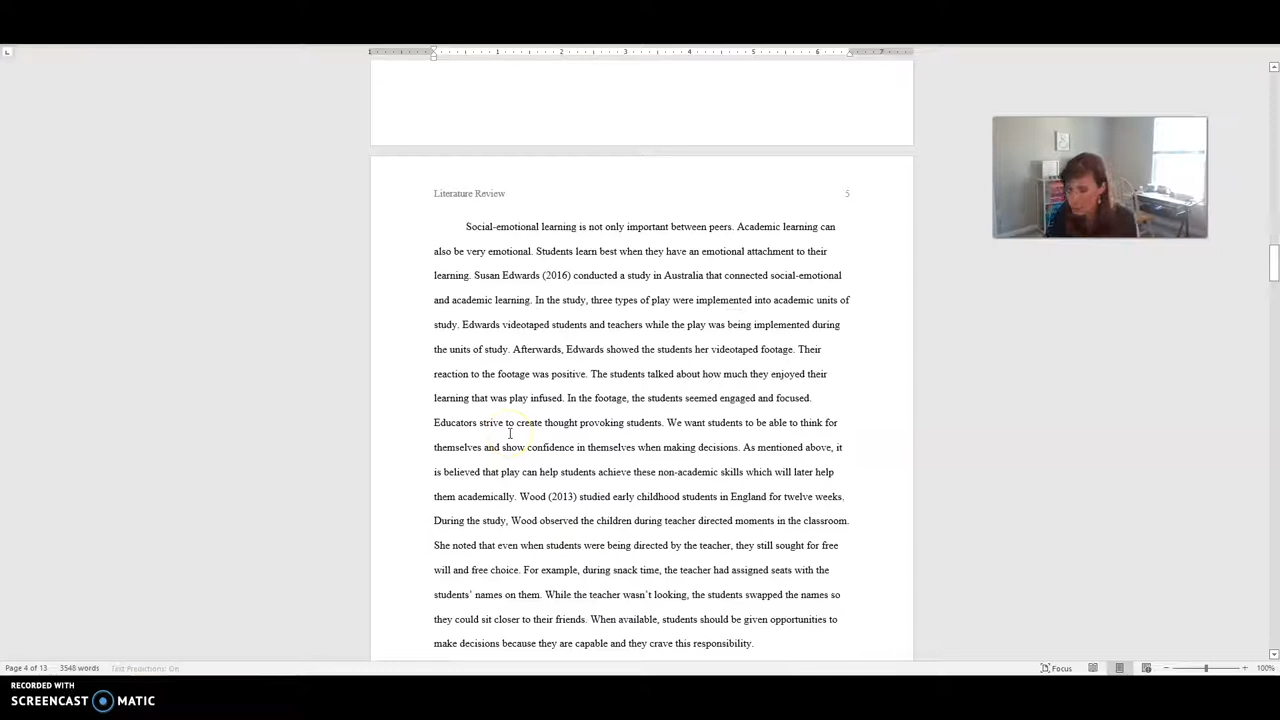 1 1 2 3 4 5 6 7
Literature Review 5
Social-emotional learning is not only important between peers. Academic learning can
also be very emotional. Students learn best when they have an emotional attachment to their
learning. Susan Edwards (2016) conducted a study in Australia that connected social-emotional
and academic learning. In the study, three types of play were implemented into academic units of
study. Edwards videotaped students and teachers while the play was being implemented during
the units of study. Afterwards, Edwards showed the students her videotaped footage. Their
reaction to the footage was positive. The students talked about how much they enjoyed their
learning that was play infused. In the footage, the students seemed engaged and focused.
Educators strive to create thought provoking students. We want students to be able to think for
themselves and show confidence in themselves when making decisions. As mentioned above, it
is believed that play can help students achieve these non-academic skills which will later help
them academically. Wood (2013) studied early childhood students in England for twelve weeks.
During the study, Wood observed the children during teacher directed moments in the classroom.
She noted that even when students were being directed by the teacher, they still sought for free
will and free choice. For example, during snack time, the teacher had assigned seats with the
students’ names on them. While the teacher wasn’t looking, the students swapped the names so
they could sit closer to their friends. When available, students should be given opportunities to
make decisions because they are capable and they crave this responsibility.
Page 4 of 13 3548 words Text Predictions: On Focus 100%
RECORDED WITH
SCREENCAST MATIC